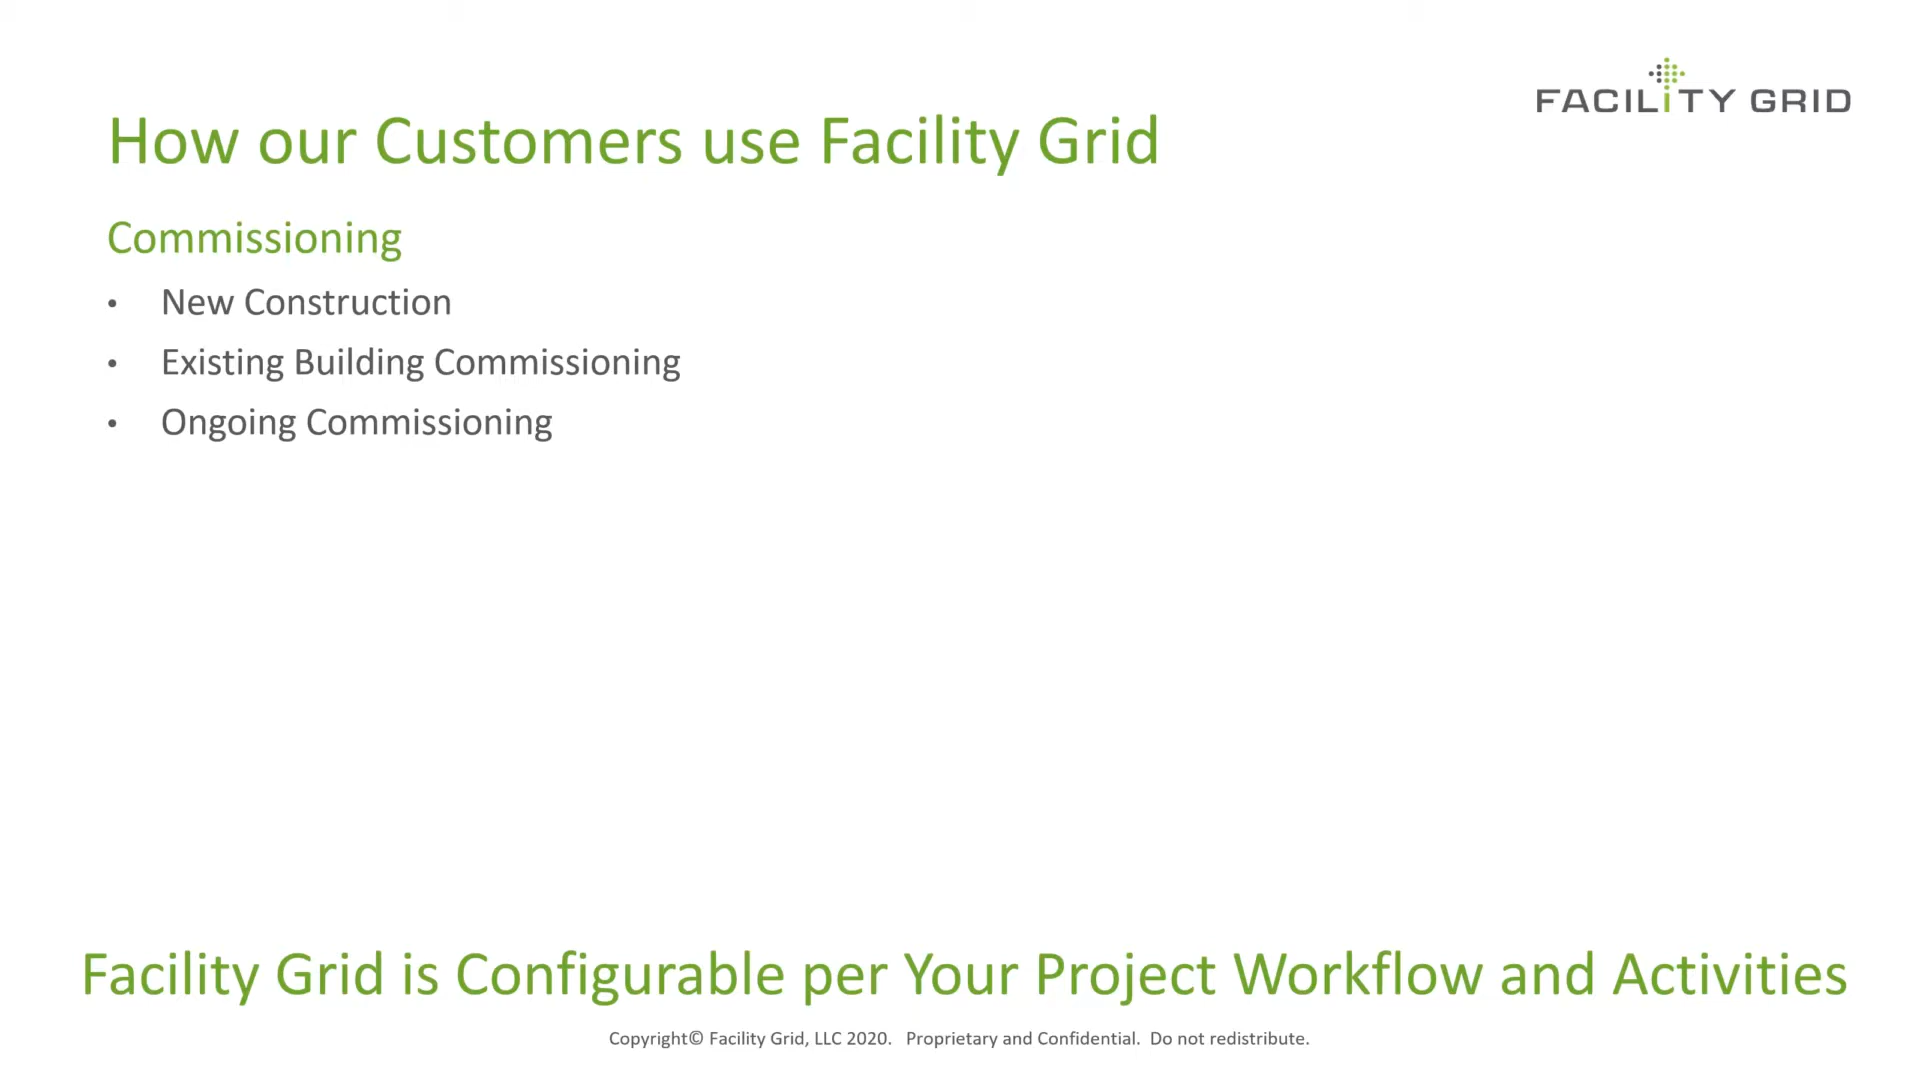 FACILITY GRID
How our Customers use Facility Grid
Commissioning
• New Construction
• Existing Building Commissioning
• Ongoing Commissioning
Facility Grid is Configurable per Your Project Workflow and Activities
Copyright© Facility Grid, LLC 2020. Proprietary and Confidential. Do not redistribute.